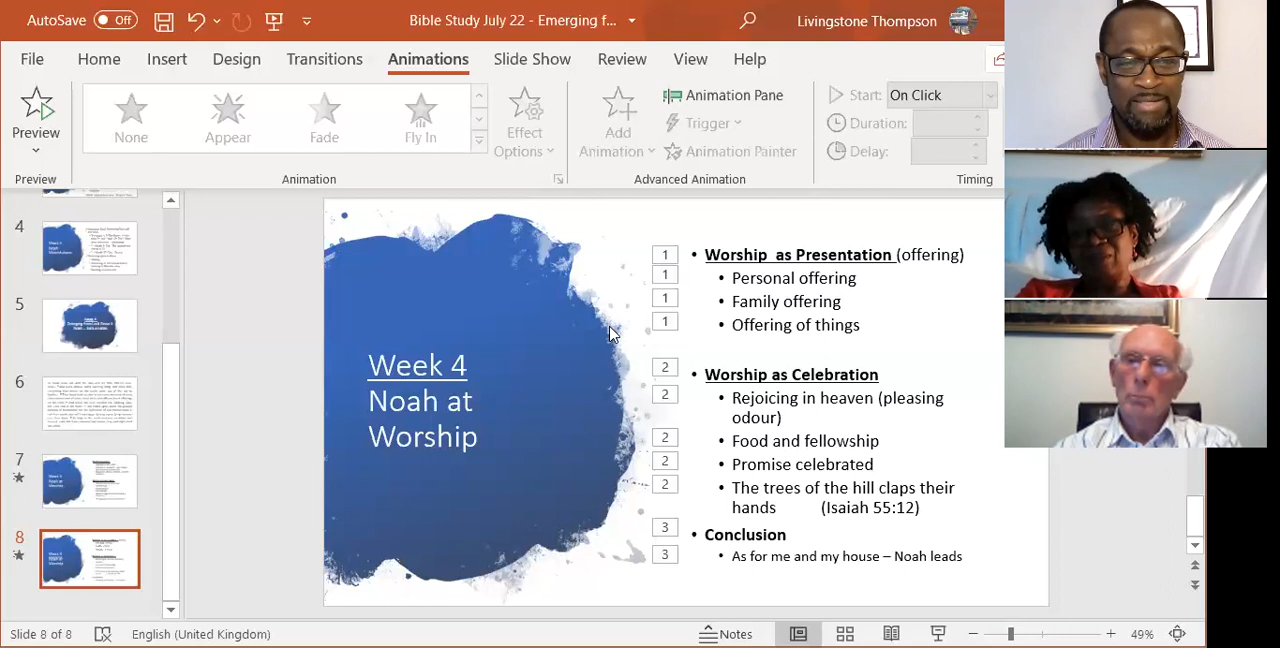 AutoSave Off Bible Study July 22 - Emerging f... Livingstone Thompson
File Home Insert Design Transitions Animations Slide Show Review View Help
Preview
None Appear Fade Fly In
Effect
Options
Add
Animation
Animation Pane
Trigger
Animation Painter
Start: On Click
Duration:
Delay:
Preview Animation Advanced Animation Timing
4
5
6
7
8
Week 4
Noah at
Worship
1 • Worship as Presentation (offering)
1 • Personal offering
1 • Family offering
1 • Offering of things
2 • Worship as Celebration
2 • Rejoicing in heaven (pleasing
odour)
2 • Food and fellowship
2 • Promise celebrated
2 • The trees of the hill claps their
hands (Isaiah 55:12)
3 • Conclusion
3 • As for me and my house – Noah leads
Slide 8 of 8 English (United Kingdom) Notes 49%